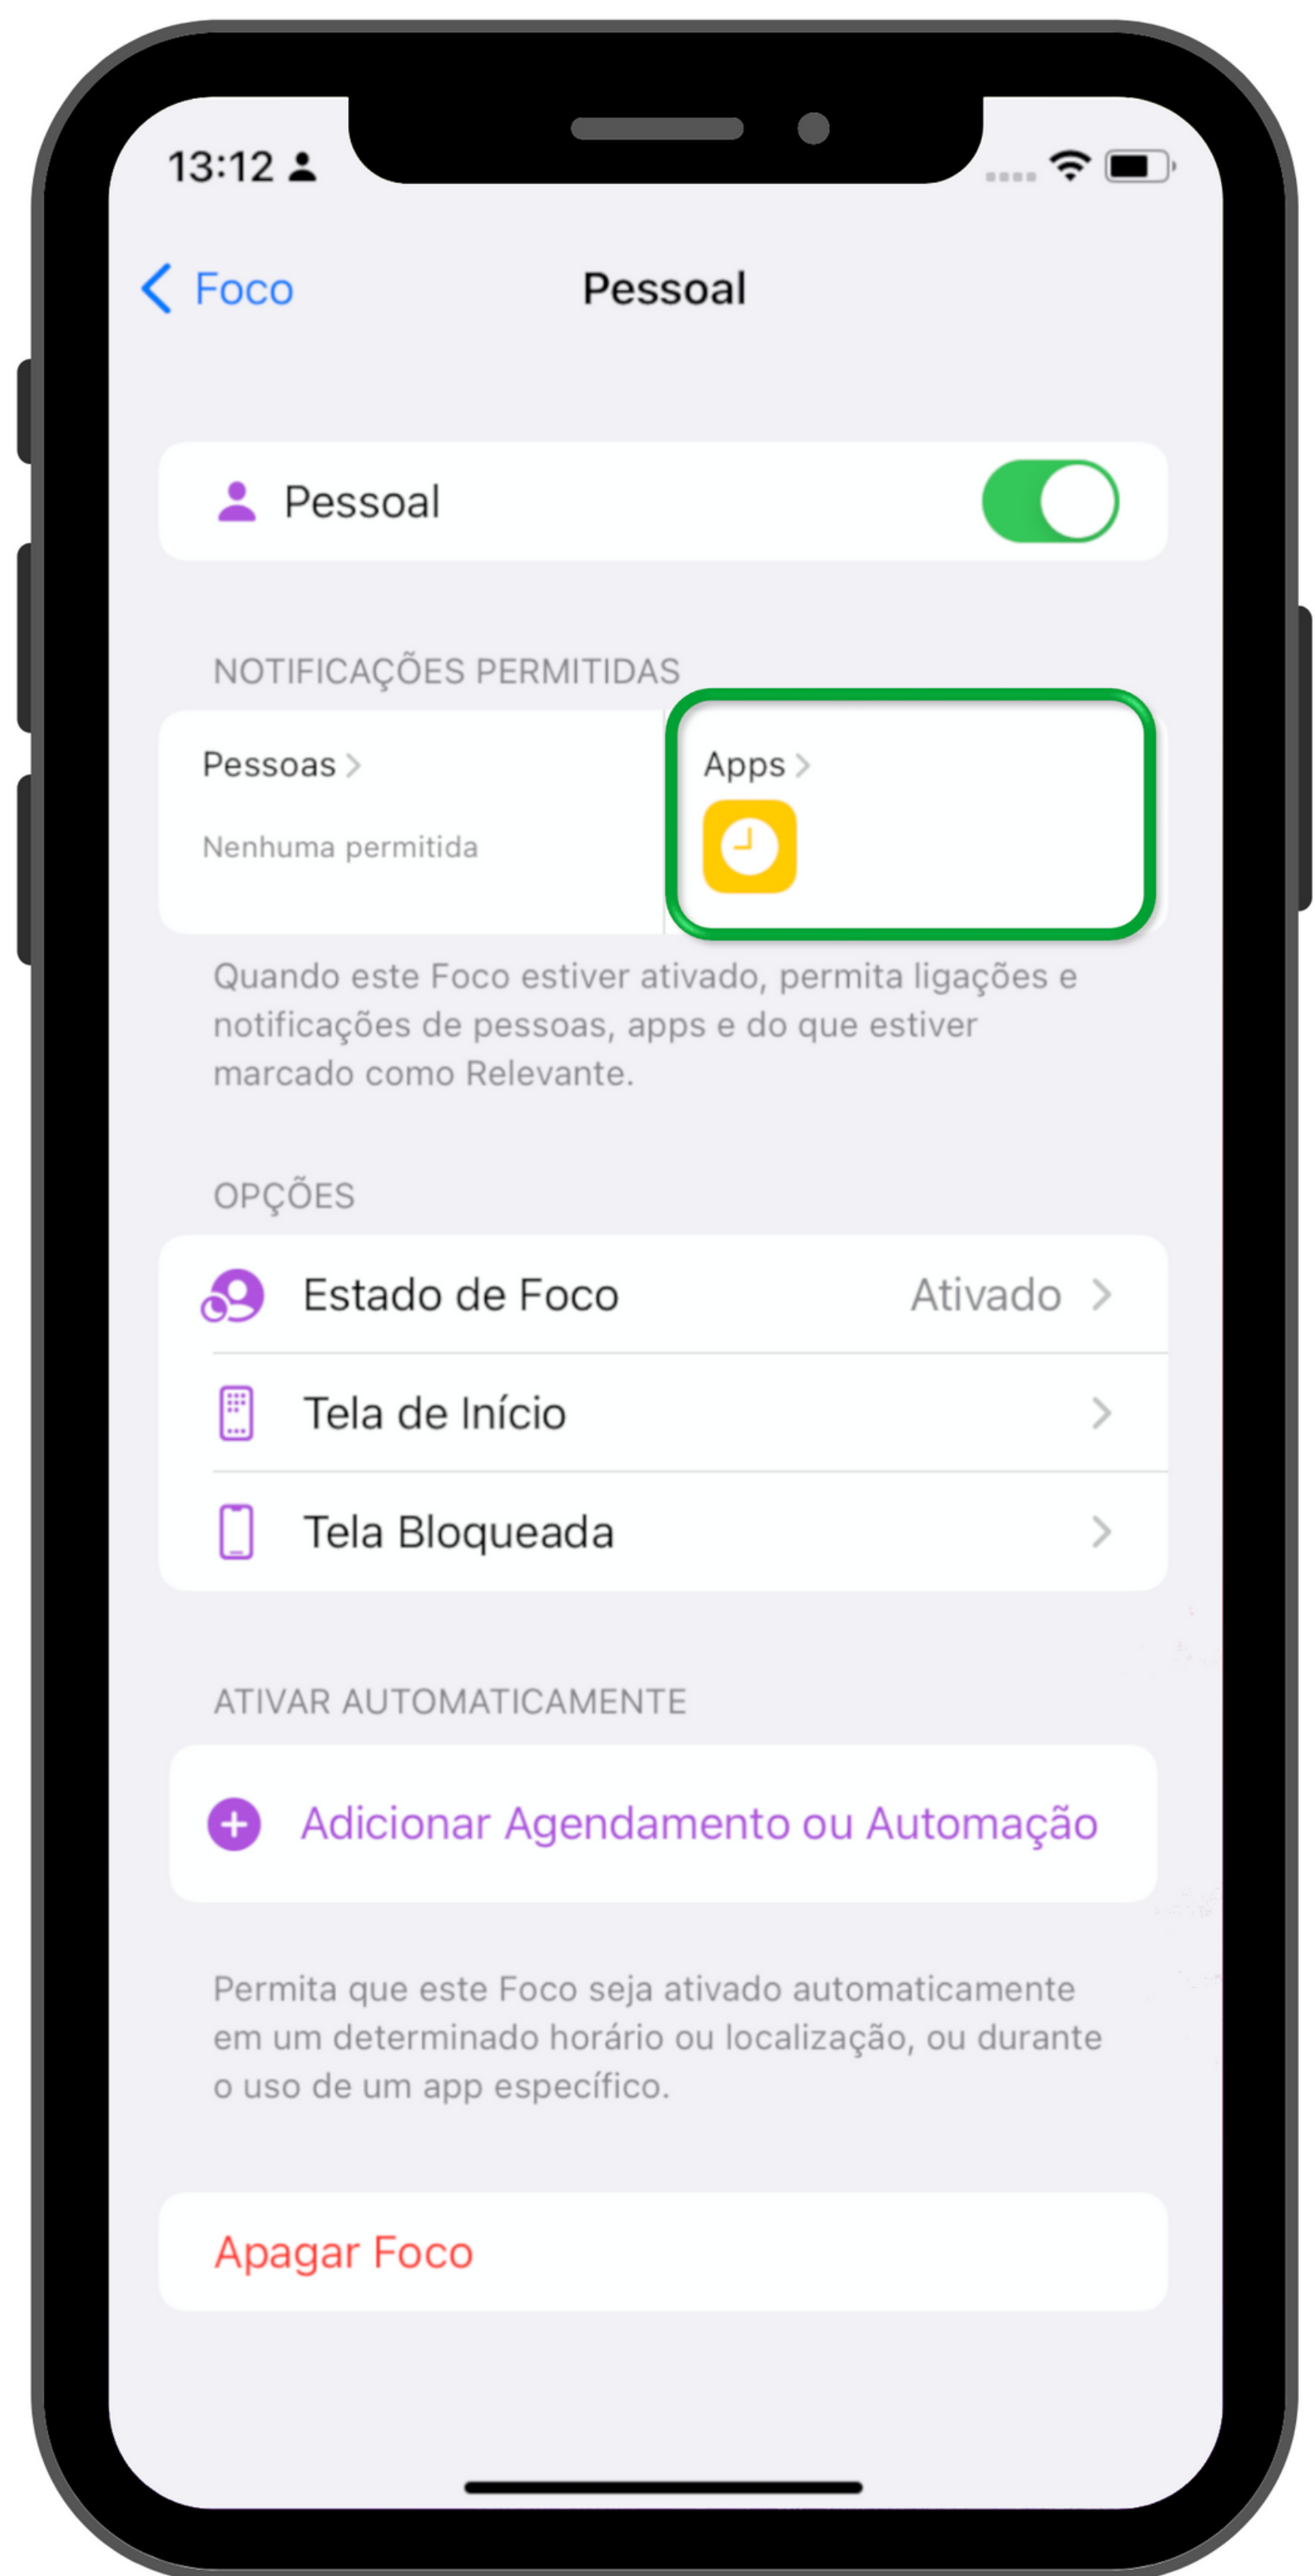 13:12
Foco
Pessoal
Pessoal
NOTIFICAÇÕES PERMITIDAS
Pessoas
Nenhuma permitida
Apps
Quando este Foco estiver ativado, permita ligações e
notificações de pessoas, apps e do que estiver
marcado como Relevante.
OPÇÕES
Estado de Foco Ativado
Tela de Início
Tela Bloqueada
ATIVAR AUTOMATICAMENTE
Adicionar Agendamento ou Automação
Permita que este Foco seja ativado automaticamente
em um determinado horário ou localização, ou durante
o uso de um app específico.
Apagar Foco